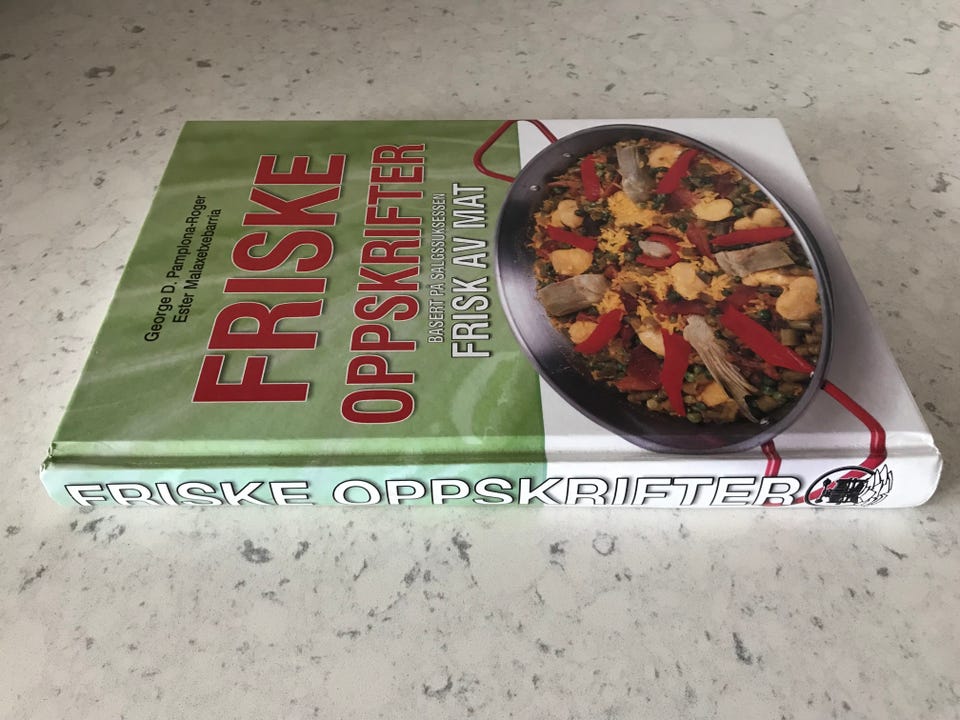 George D. Pamplona-Roger
Ester Malaxetxebarria
FRISKE
OPPSKRIFTER
BASERT PÅ SALGSSUKSESSEN
FRISK AV MAT
FRISKE OPPSKRIFTER